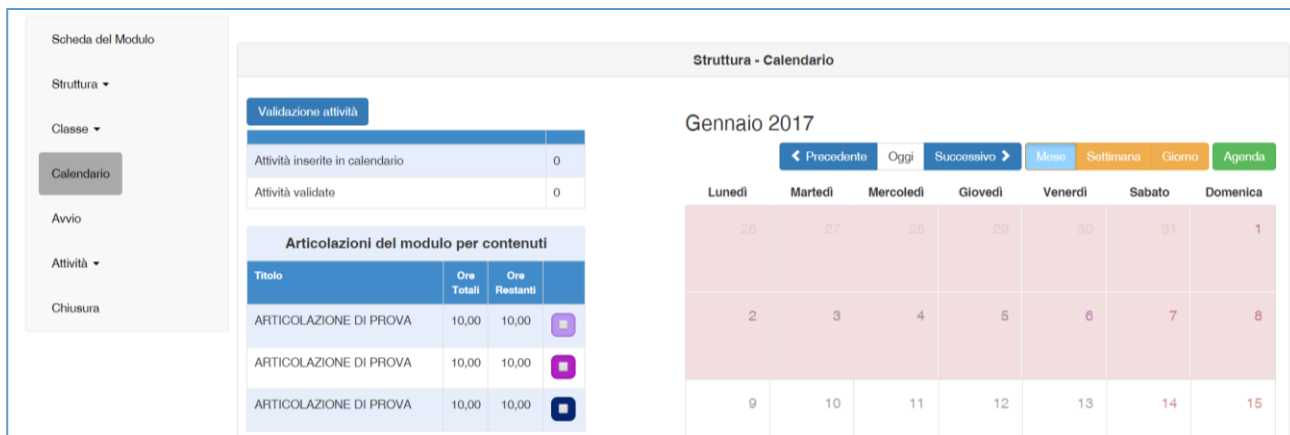 Scheda del Modulo
Struttura
Classe
Calendario
Avvio
Attività
Chiusura
Struttura - Calendario
Validazione attività
Attività inserite in calendario 0
Attività validate 0
Articolazioni del modulo per contenuti
Titolo Ore Totali Ore Restanti
ARTICOLAZIONE DI PROVA 10,00 10,00
ARTICOLAZIONE DI PROVA 10,00 10,00
ARTICOLAZIONE DI PROVA 10,00 10,00
Gennaio 2017
Precedente Oggi Successivo Mese Settimana Giorno Agenda
Lunedì Martedì Mercoledì Giovedì Venerdì Sabato Domenica
26 27 28 29 30 31 1
2 3 4 5 6 7 8
9 10 11 12 13 14 15